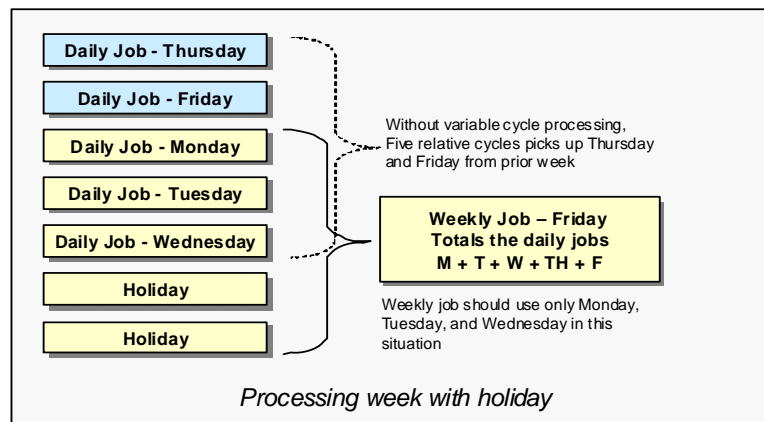 Daily Job - Thursday
Daily Job - Friday
Daily Job - Monday
Daily Job - Tuesday
Daily Job - Wednesday
Holiday
Holiday
Without variable cycle processing,
Five relative cycles picks up Thursday
and Friday from prior week
Weekly Job – Friday
Totals the daily jobs
M + T + W + TH + F
Weekly job should use only Monday,
Tuesday, and Wednesday in this
situation
Processing week with holiday